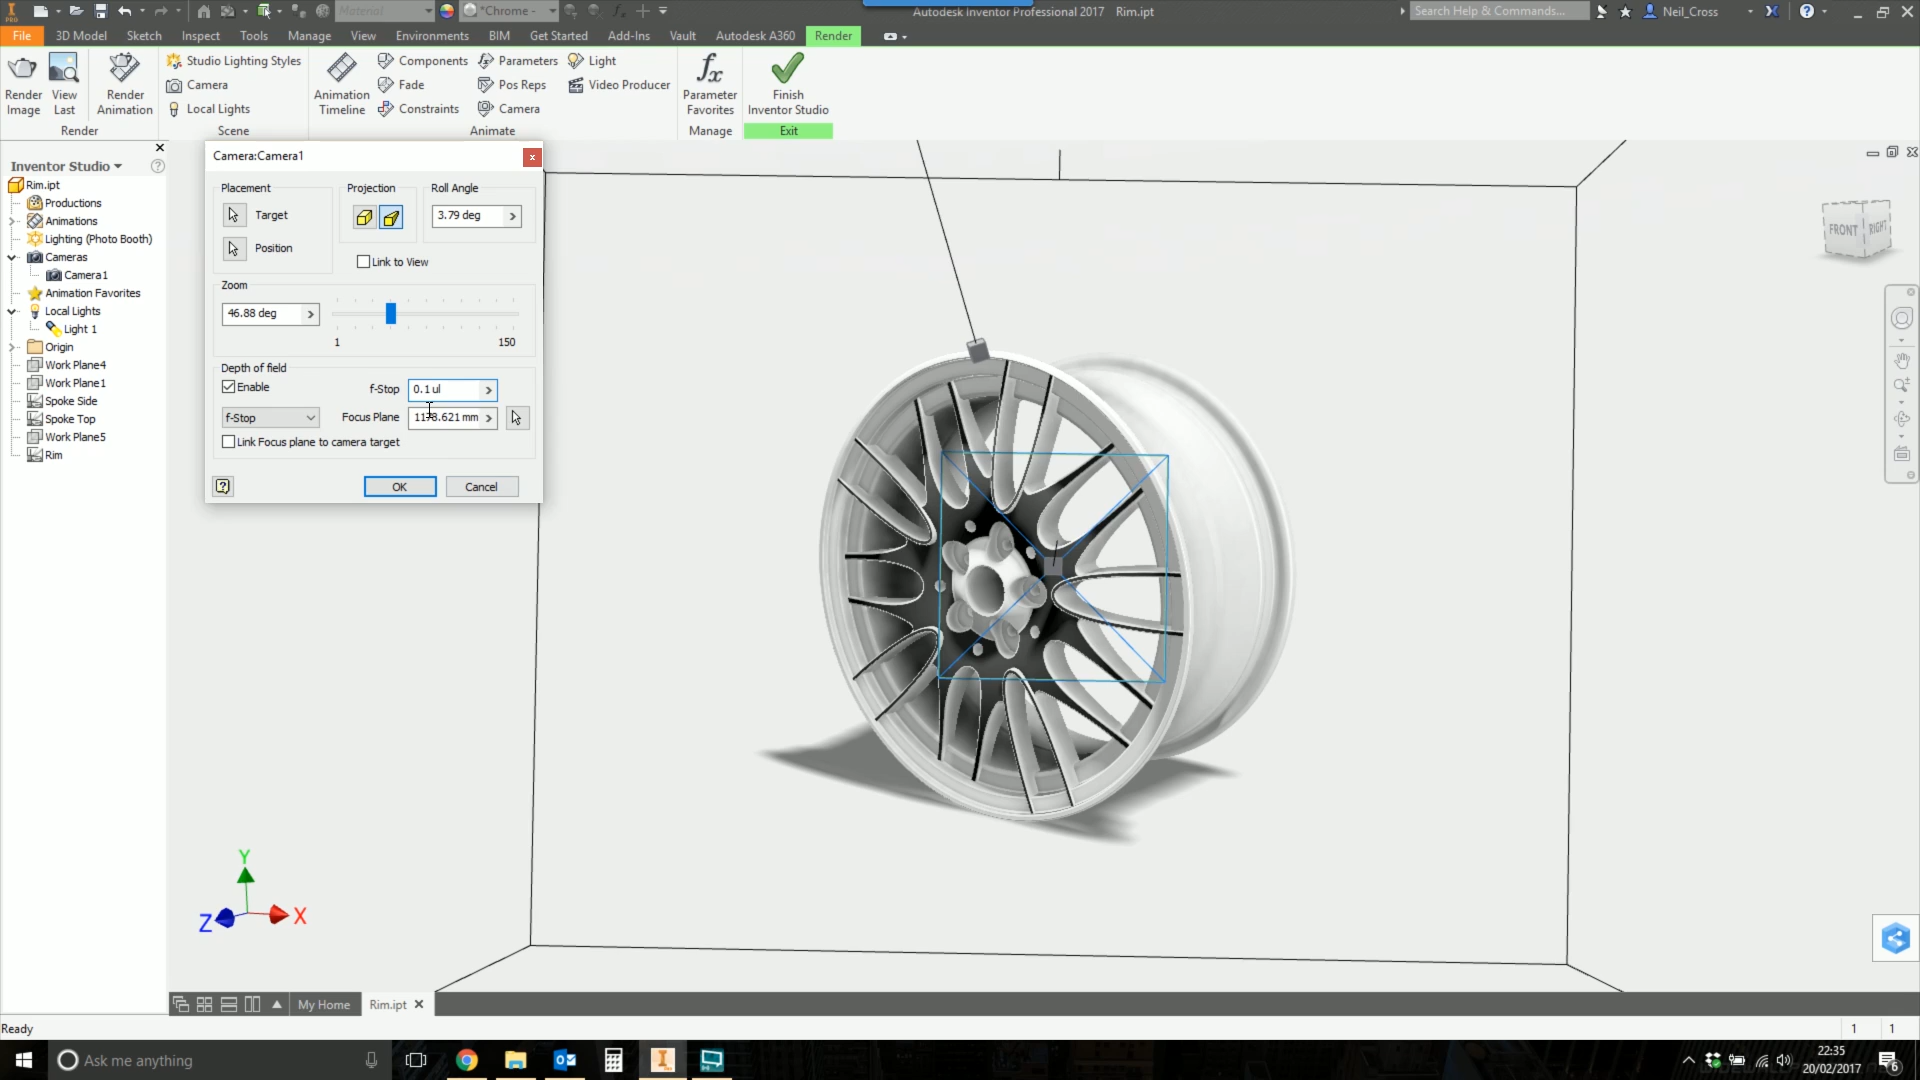 Material
*Chrome -
Autodesk Inventor Professional 2017 Rim.ipt
Search Help & Commands...
Neil_Cross
File 3D Model Sketch Inspect Tools Manage View Environments BIM Get Started Add-Ins Vault Autodesk A360 Render
Render Image
View Last
Render Animation
Studio Lighting Styles
Camera
Local Lights
Animation Timeline
Components
Fade
Constraints
Parameters
Pos Reps
Camera
Light
Video Producer
Parameter Favorites
Finish Inventor Studio
Render Scene Animate Manage Exit
Inventor Studio
Rim.ipt
Productions
Animations
Lighting (Photo Booth)
Cameras
Camera1
Animation Favorites
Local Lights
Light 1
Origin
Work Plane4
Work Plane1
Spoke Side
Spoke Top
Work Plane5
Rim
Camera:Camera1
Placement Projection Roll Angle
Target
3.79 deg
Position
Link to View
Zoom
46.88 deg
1 150
Depth of field
Enable f-Stop 0.1 ul
f-Stop Focus Plane
Link Focus plane to camera target
OK Cancel
FRONT RIGHT
Y
Z X
My Home Rim.ipt
Ready 1 1
Ask me anything
22:35
20/02/2017
6